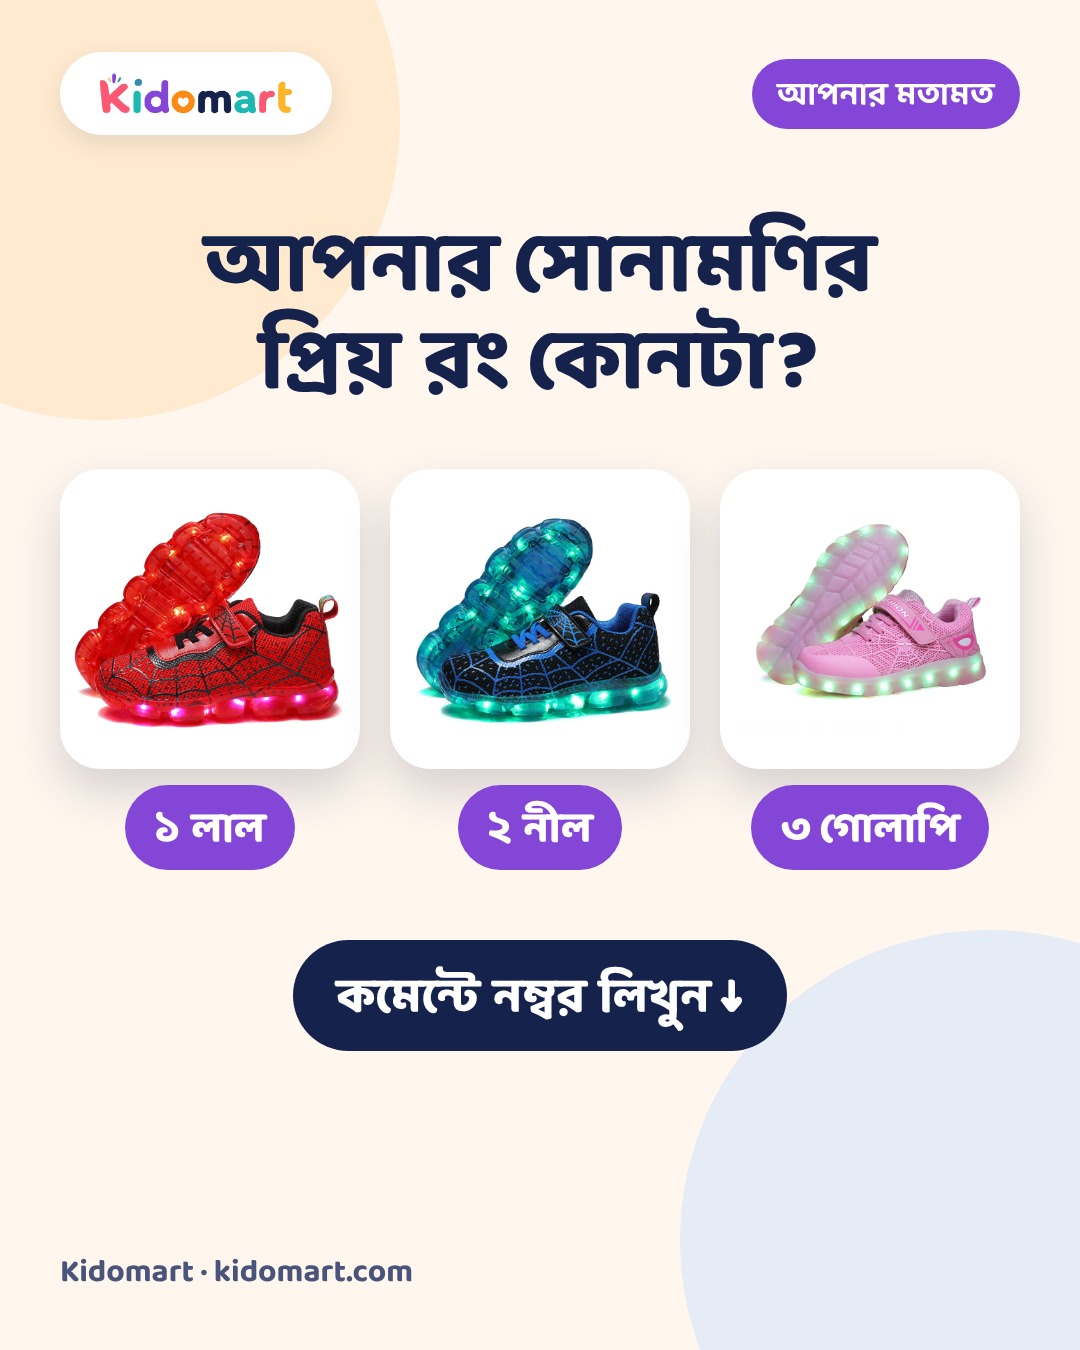 Kidomart
আপনার মতামত
আপনার সোনামণির
প্রিয় রং কোনটা?
১ লাল
২ নীল
৩ গোলাপি
কমেন্টে নম্বর লিখুন ↓
Kidomart · kidomart.com